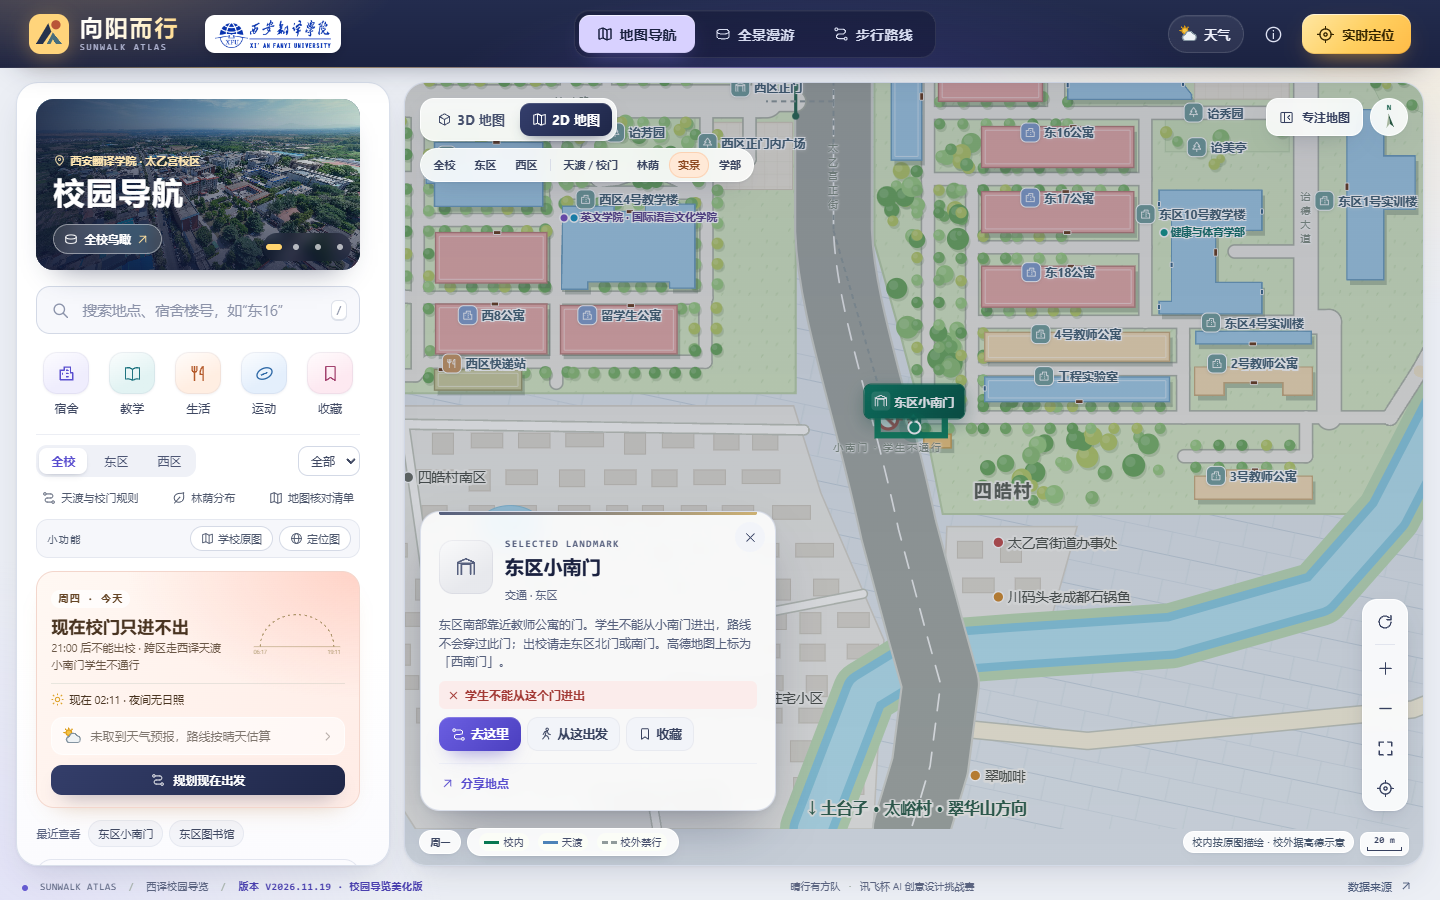 向阳而行
SUNWALK ATLAS
西安翻译学院
XI'AN FANYI UNIVERSITY
地图导航
全景漫游
步行路线
天气
实时定位
西安翻译学院 · 太乙宫校区
校园导航
全校鸟瞰
搜索地点、宿舍楼号，如“东16”
/
宿舍
教学
生活
运动
收藏
全校
东区
西区
全部
天渡与校门规则
林荫分布
地图核对清单
小功能
学校原图
定位图
周四 · 今天
现在校门只进不出
21:00 后不能出校 · 跨区走西译天渡
小南门学生不通行
06:17
19:11
现在 02:11 · 夜间无日照
未取到天气预报，路线按晴天估算
规划现在出发
最近查看
东区小南门
东区图书馆
3D 地图
2D 地图
全校
东区
西区
天渡 / 校门
林荫
实景
学部
专注地图
N
西区正门
诒芳园
西区正门内广场
太乙宫正街
西区4号教学楼
英文学院 · 国际语言文化学院
西8公寓
留学生公寓
西区快递站
东16公寓
东17公寓
东18公寓
诒秀园
诒美亭
东区10号教学楼
健康与体育学部
诒德大道
东区1号实训楼
4号教师公寓
东区4号实训楼
工程实验室
2号教师公寓
3号教师公寓
东区小南门
小南门 · 学生不通行
四皓村南区
四皓村
太乙宫街道办事处
川码头老成都石锅鱼
住宅小区
翠咖啡
↓ 土台子 • 太峪村 • 翠华山方向
SELECTED LANDMARK
东区小南门
交通 · 东区
东区南部靠近教师公寓的门。学生不能从小南门进出，路线
不会穿过此门；出校请走东区北门或南门。高德地图上标为
「西南门」。
学生不能从这个门进出
去这里
从这出发
收藏
分享地点
周一
校内
天渡
校外禁行
校内按原图描绘 · 校外据高德示意
20 m
SUNWALK ATLAS / 西译校园导览 / 版本 V2026.11.19 · 校园导览美化版
晴行有方队 · 讯飞杯 AI 创意设计挑战赛
数据来源